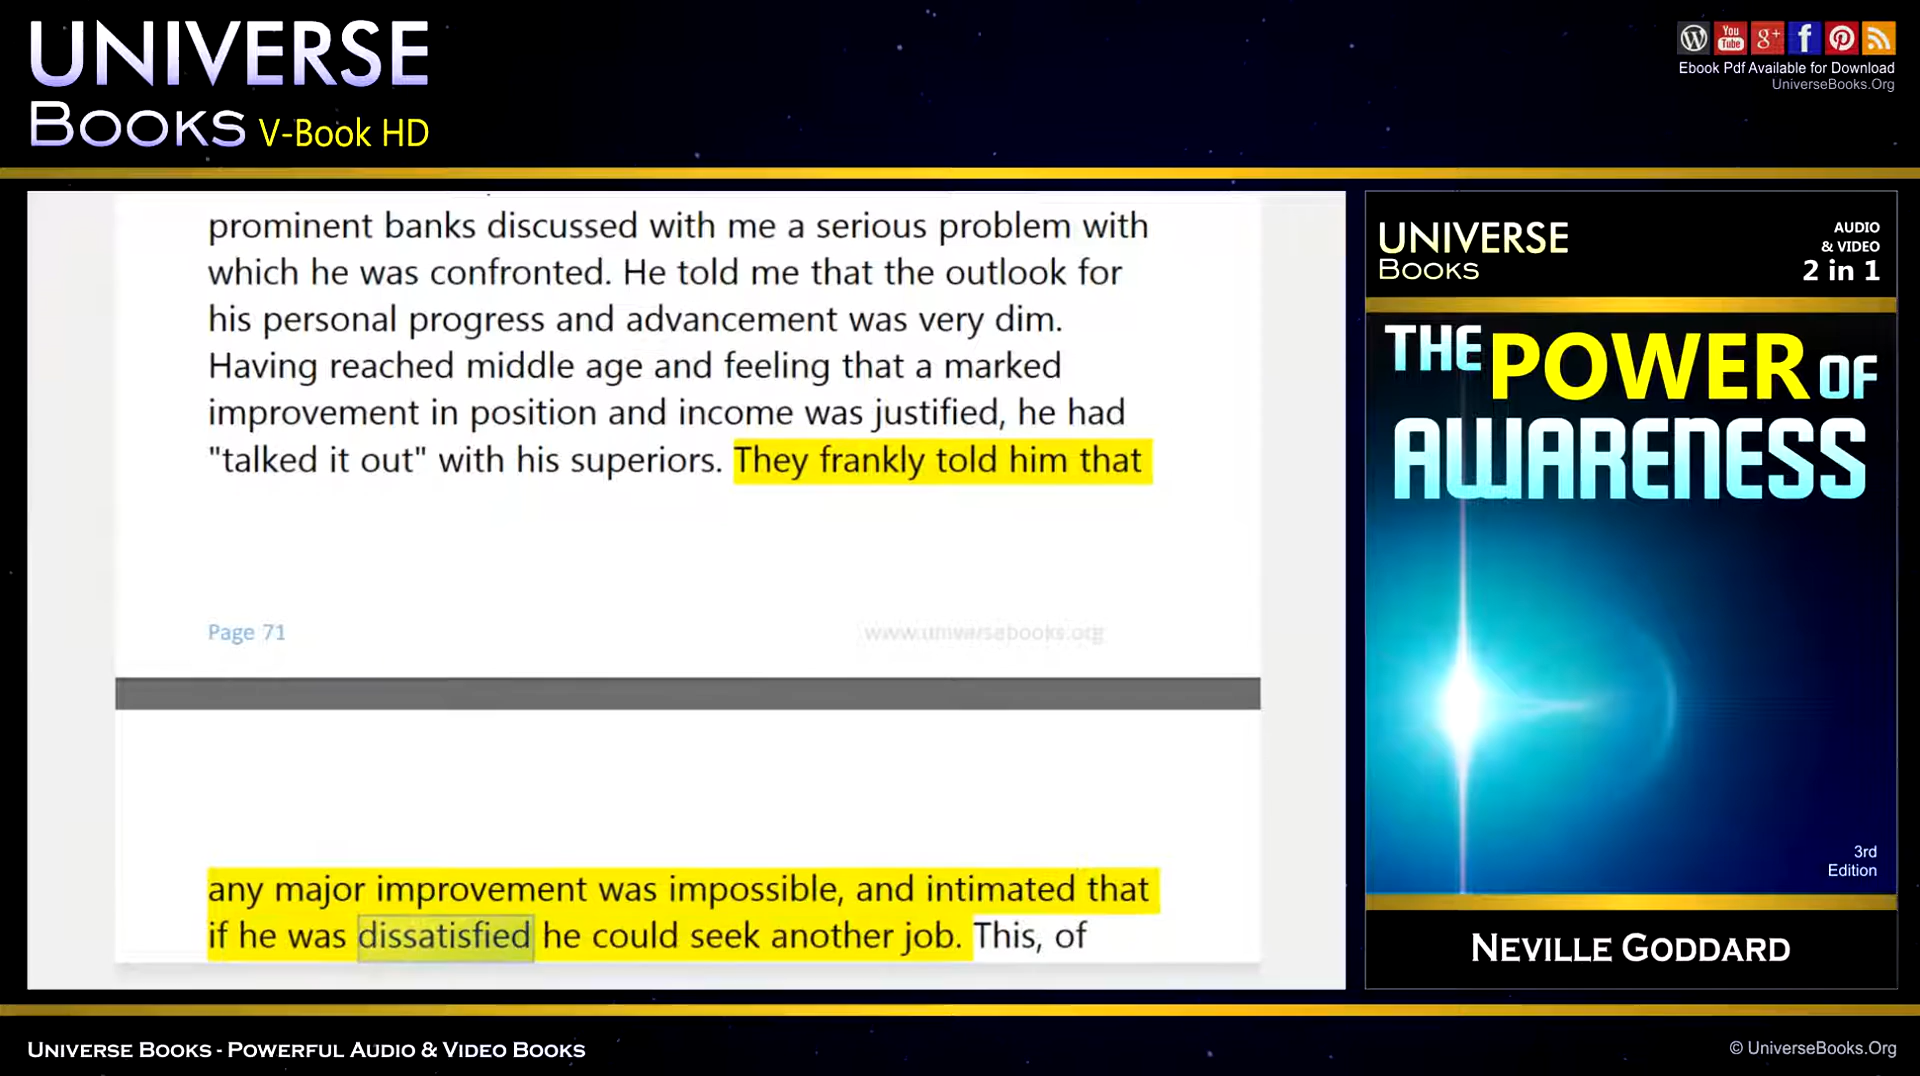 UNIVERSE
BOOKS V-Book HD
Ebook Pdf Available for Download
UniverseBooks.Org
prominent banks discussed with me a serious problem with
which he was confronted. He told me that the outlook for
his personal progress and advancement was very dim.
Having reached middle age and feeling that a marked
improvement in position and income was justified, he had
"talked it out" with his superiors. They frankly told him that
Page 71
www.universebooks.org
any major improvement was impossible, and intimated that
if he was dissatisfied he could seek another job. This, of
UNIVERSE
BOOKS
AUDIO
& VIDEO
2 in 1
THE POWER OF
AWARENESS
3rd
Edition
NEVILLE GODDARD
UNIVERSE BOOKS - POWERFUL AUDIO & VIDEO BOOKS
© UniverseBooks.Org